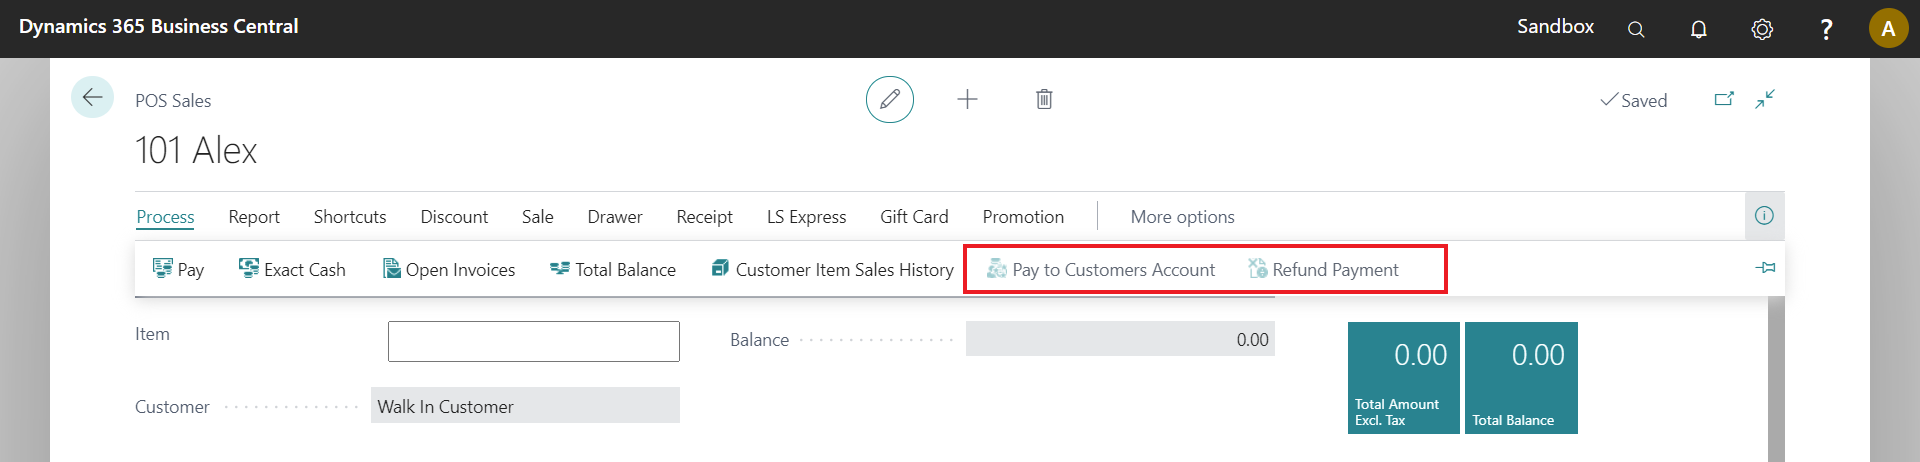 Dynamics 365 Business Central
Sandbox
?
A
POS Sales
Saved
101 Alex
Process Report Shortcuts Discount Sale Drawer Receipt LS Express Gift Card Promotion More options
Pay Exact Cash Open Invoices Total Balance Customer Item Sales History Pay to Customers Account Refund Payment
Item
Balance 0.00
Customer Walk In Customer
0.00
Total Amount
Excl. Tax
0.00
Total Balance